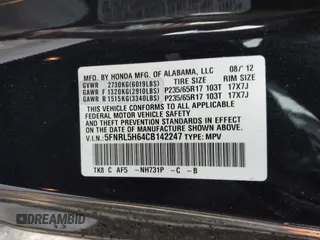 MFD. BY HONDA MFG. OF ALABAMA, LLC 08/'12
GVWR 2730KG(6019LBS) TIRE SIZE RIM SIZE
GAWR F 1320KG(2910LBS) P235/65R17 103T 17X7J
GAWR R 1515KG(3340LBS) P235/65R17 103T 17X7J
THIS VEHICLE CONFORMS TO ALL APPLICABLE FEDERAL
MOTOR VEHICLE SAFETY AND THEFT PREVENTION
STANDARDS IN EFFECT ON THE DATE OF MANUFACTURE
SHOWN ABOVE.
V.I.N:5FNRL5H64CB142247 TYPE:MPV
TK8 C AF5 -NH731P -C -B
RepairableDamaged.com